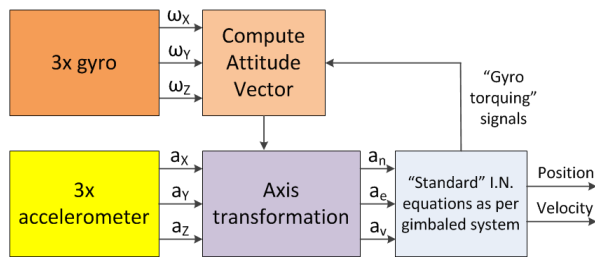 3x gyro
ωX
ωY
ωZ
Compute
Attitude
Vector
“Gyro
torquing”
signals
3x
accelerometer
aX
aY
aZ
Axis
transformation
an
ae
av
“Standard” I.N.
equations as per
gimbaled system
Position
Velocity